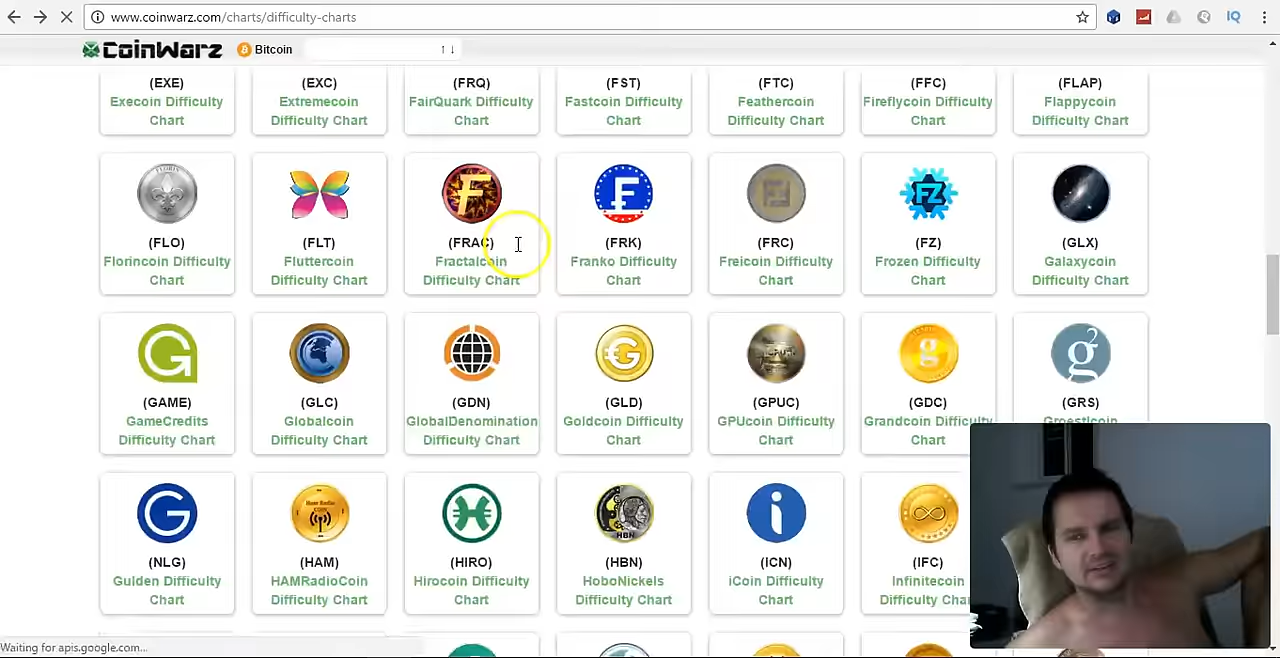 www.coinwarz.com/charts/difficulty-charts
IQ
CoinWarz
Bitcoin
↑ ↓
(EXE)
Execoin Difficulty
Chart
(EXC)
Extremecoin
Difficulty Chart
(FRQ)
FairQuark Difficulty
Chart
(FST)
Fastcoin Difficulty
Chart
(FTC)
Feathercoin
Difficulty Chart
(FFC)
Fireflycoin Difficulty
Chart
(FLAP)
Flappycoin
Difficulty Chart
(FLO)
Florincoin Difficulty
Chart
(FLT)
Fluttercoin
Difficulty Chart
F
(FRAC)
Fractalcoin
Difficulty Chart
(FRK)
Franko Difficulty
Chart
(FRC)
Freicoin Difficulty
Chart
FZ
(FZ)
Frozen Difficulty
Chart
(GLX)
Galaxycoin
Difficulty Chart
G
(GAME)
GameCredits
Difficulty Chart
(GLC)
Globalcoin
Difficulty Chart
(GDN)
GlobalDenomination
Difficulty Chart
G
(GLD)
Goldcoin Difficulty
Chart
(GPUC)
GPUcoin Difficulty
Chart
g
(GDC)
Grandcoin Difficulty
Chart
g2
(GRS)
Groestlcoin
G
(NLG)
Gulden Difficulty
Chart
(HAM)
HAMRadioCoin
Difficulty Chart
(HIRO)
Hirocoin Difficulty
Chart
HBN
(HBN)
HoboNickels
Difficulty Chart
i
(ICN)
iCoin Difficulty
Chart
(IFC)
Infinitecoin
Difficulty Cha
Waiting for apis.google.com...